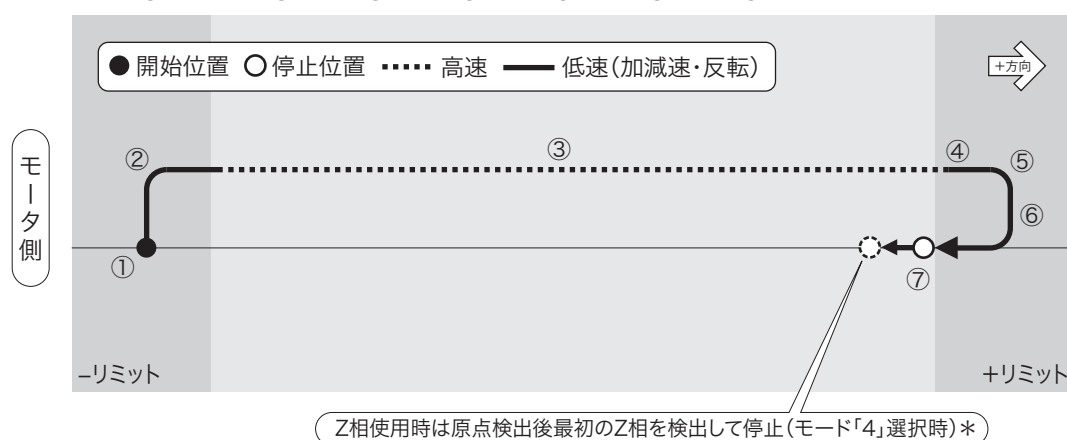 ●開始位置 ○停止位置 ・・・・・ 高速 ━━ 低速(加減速・反転)
+方向
モータ側
① ② ③ ④ ⑤ ⑥ ⑦
−リミット
+リミット
Z相使用時は原点検出後最初のZ相を検出して停止(モード「4」選択時)*